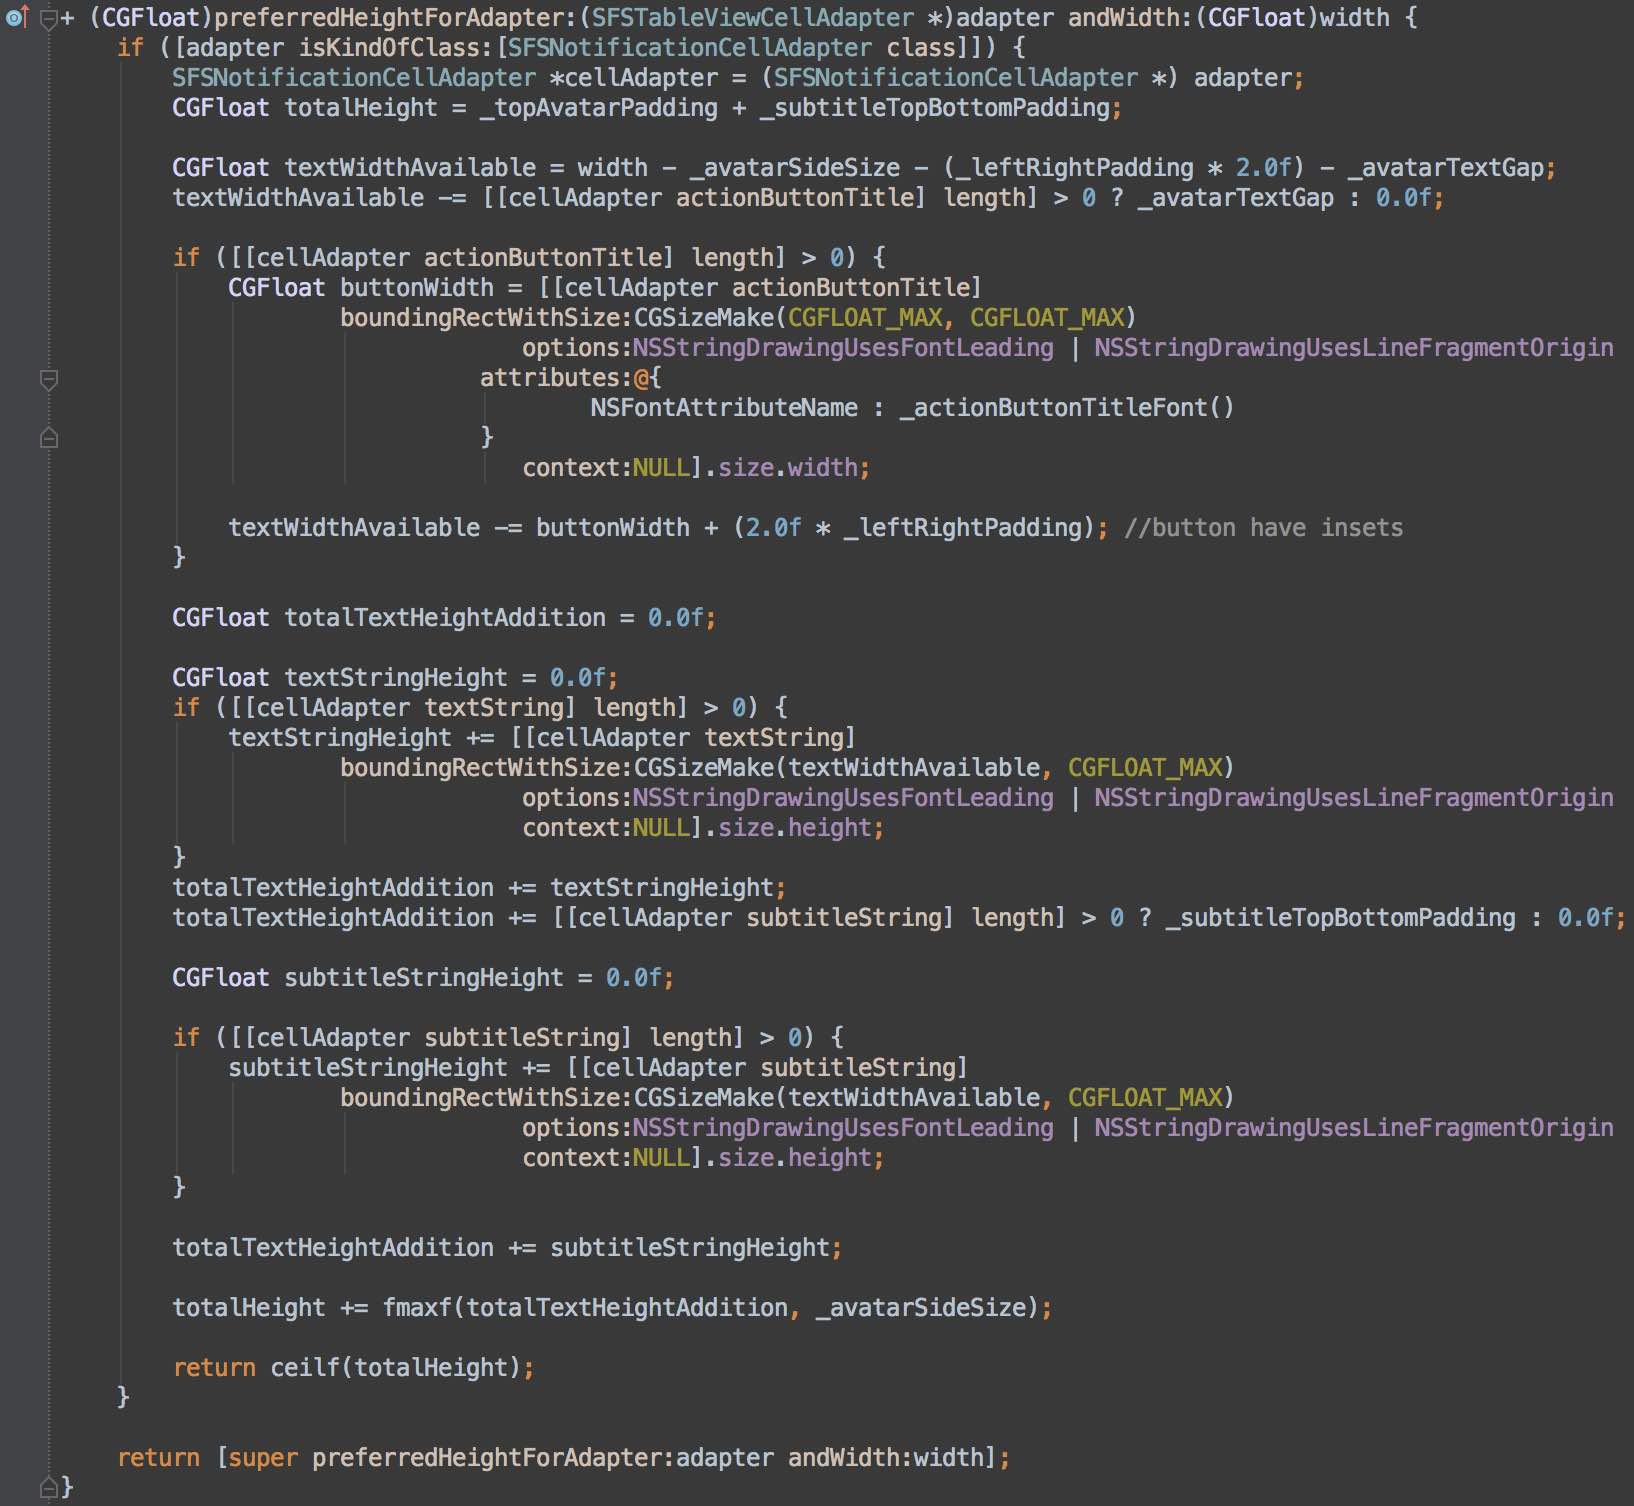 + (CGFloat)preferredHeightForAdapter:(SFSTableViewCellAdapter *)adapter andWidth:(CGFloat)width {
    if ([adapter isKindOfClass:[SFSNotificationCellAdapter class]]) {
        SFSNotificationCellAdapter *cellAdapter = (SFSNotificationCellAdapter *) adapter;
        CGFloat totalHeight = _topAvatarPadding + _subtitleTopBottomPadding;

        CGFloat textWidthAvailable = width - _avatarSideSize - (_leftRightPadding * 2.0f) - _avatarTextGap;
        textWidthAvailable -= [[cellAdapter actionButtonTitle] length] > 0 ? _avatarTextGap : 0.0f;

        if ([[cellAdapter actionButtonTitle] length] > 0) {
            CGFloat buttonWidth = [[cellAdapter actionButtonTitle]
                    boundingRectWithSize:CGSizeMake(CGFLOAT_MAX, CGFLOAT_MAX)
                                 options:NSStringDrawingUsesFontLeading | NSStringDrawingUsesLineFragmentOrigin
                              attributes:@{
                                      NSFontAttributeName : _actionButtonTitleFont()
                              }
                                 context:NULL].size.width;

            textWidthAvailable -= buttonWidth + (2.0f * _leftRightPadding); //button have insets
        }

        CGFloat totalTextHeightAddition = 0.0f;

        CGFloat textStringHeight = 0.0f;
        if ([[cellAdapter textString] length] > 0) {
            textStringHeight += [[cellAdapter textString]
                    boundingRectWithSize:CGSizeMake(textWidthAvailable, CGFLOAT_MAX)
                                 options:NSStringDrawingUsesFontLeading | NSStringDrawingUsesLineFragmentOrigin
                                 context:NULL].size.height;
        }
        totalTextHeightAddition += textStringHeight;
        totalTextHeightAddition += [[cellAdapter subtitleString] length] > 0 ? _subtitleTopBottomPadding : 0.0f;

        CGFloat subtitleStringHeight = 0.0f;

        if ([[cellAdapter subtitleString] length] > 0) {
            subtitleStringHeight += [[cellAdapter subtitleString]
                    boundingRectWithSize:CGSizeMake(textWidthAvailable, CGFLOAT_MAX)
                                 options:NSStringDrawingUsesFontLeading | NSStringDrawingUsesLineFragmentOrigin
                                 context:NULL].size.height;
        }

        totalTextHeightAddition += subtitleStringHeight;

        totalHeight += fmaxf(totalTextHeightAddition, _avatarSideSize);

        return ceilf(totalHeight);
    }

    return [super preferredHeightForAdapter:adapter andWidth:width];
}